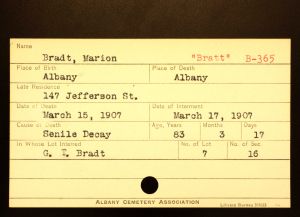 Name
Bradt, Marion "Bratt" B-365
Place of Birth Place of Death
Albany Albany
Late Residence
147 Jefferson St.
Date of Death Date of Interment
March 15, 1907 March 17, 1907
Cause of Death Age, Years Months Days
Senile Decay 83 3 17
In Whose Lot Interred No. of Lot No. of Sec.
G. T. Bradt 7 16
ALBANY CEMETERY ASSOCIATION
Library Bureau